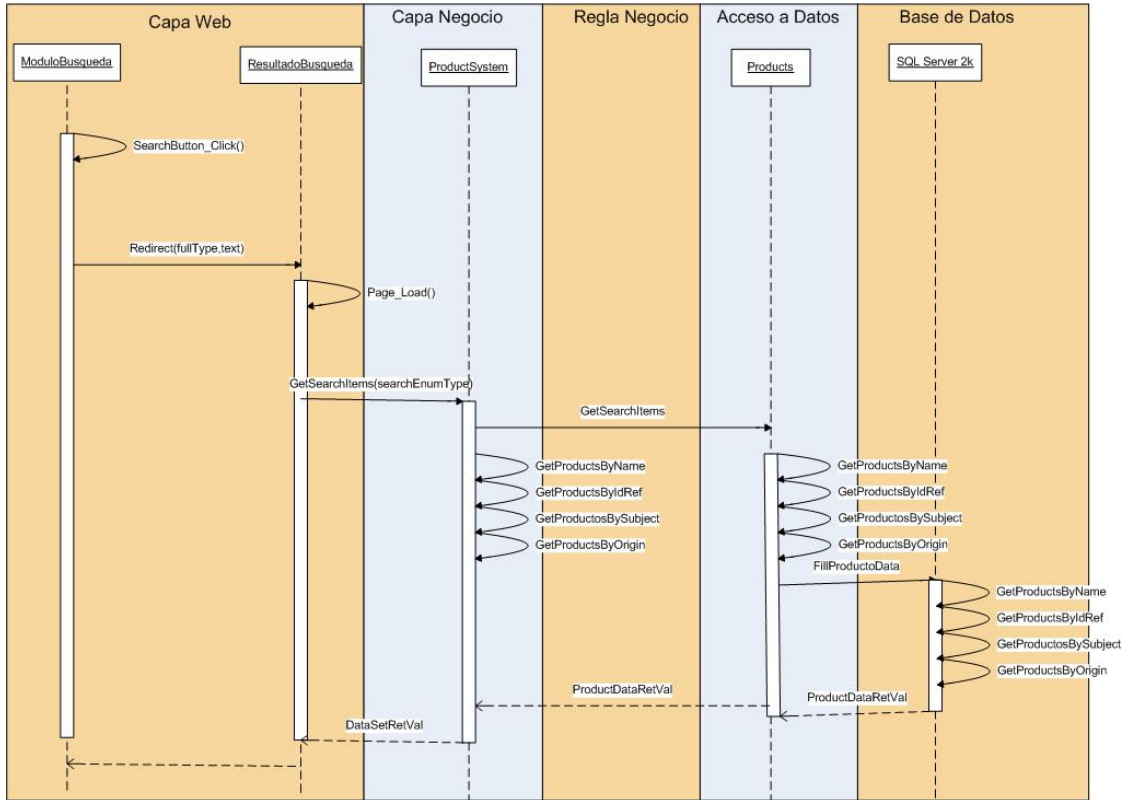 Capa Web
Capa Negocio
Regla Negocio
Acceso a Datos
Base de Datos
ModuloBusqueda
ResultadoBusqueda
ProductSystem
Products
SQL Server 2k
SearchButton_Click()
Redirect(fullType,text)
Page_Load()
GetSearchItems(searchEnumType)
GetSearchItems
GetProductsByName
GetProductsByIdRef
GetProductosBySubject
GetProductsByOrigin
GetProductsByName
GetProductsByIdRef
GetProductosBySubject
GetProductsByOrigin
FillProductoData
GetProductsByName
GetProductsByIdRef
GetProductosBySubject
GetProductsByOrigin
ProductDataRetVal
ProductDataRetVal
DataSetRetVal